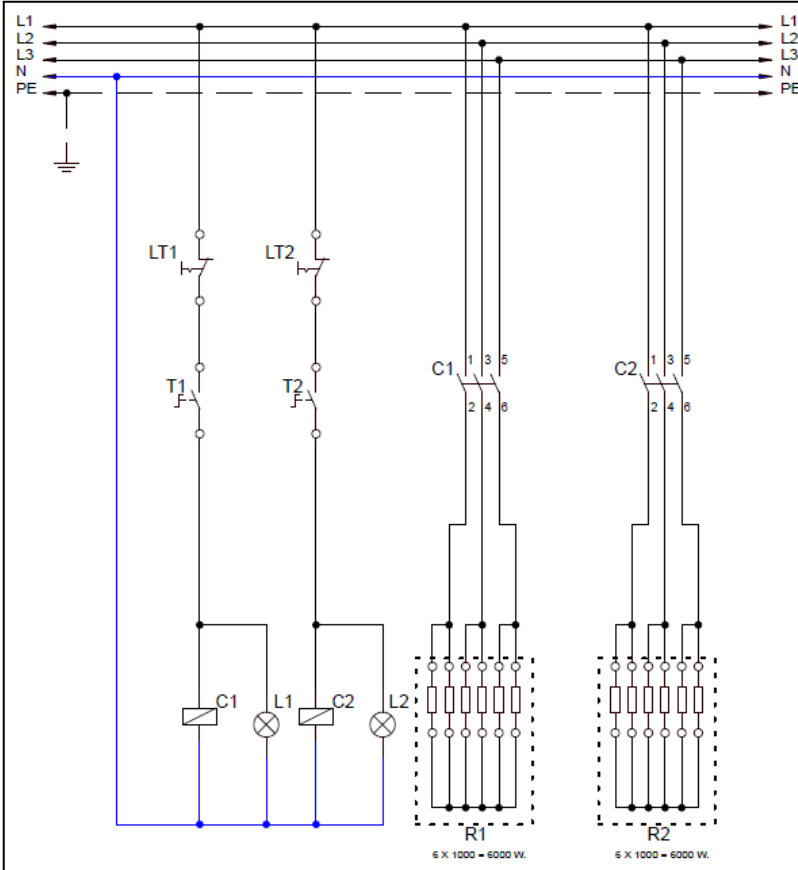 L1 L1
L2 L2
L3 L3
N N
PE PE
LT1 LT2
C1 1 3 5 C2 1 3 5
T1 T2
2 4 6 2 4 6
C1 L1 C2 L2
R1 R2
6 X 1000 = 6000 W. 6 X 1000 = 6000 W.